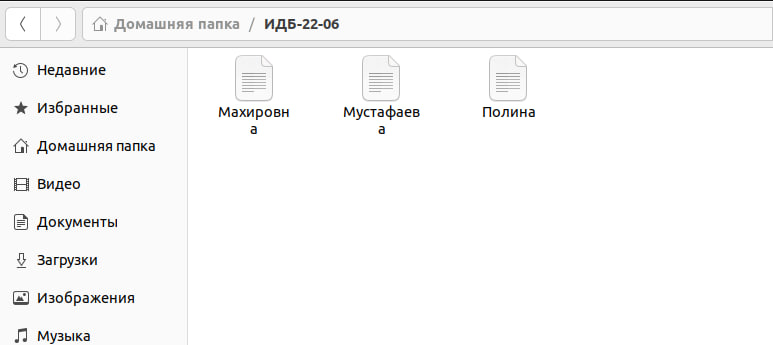 Домашняя папка / ИДБ-22-06
Недавние
Избранные
Домашняя папка
Видео
Документы
Загрузки
Изображения
Музыка
Махировн
а
Мустафаев
а
Полина